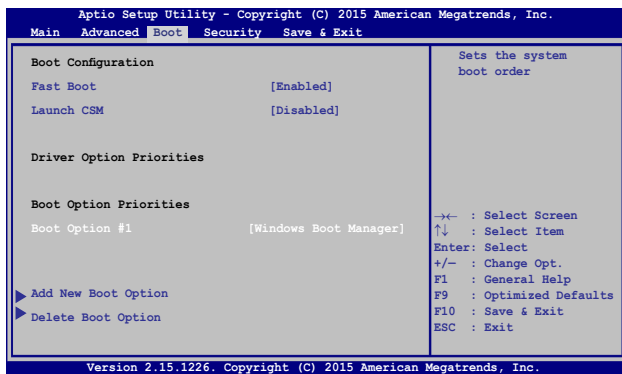 Aptio Setup Utility - Copyright (C) 2015 American Megatrends, Inc.
Main Advanced Boot Security Save & Exit
Boot Configuration
Fast Boot [Enabled]
Launch CSM [Disabled]
Driver Option Priorities
Boot Option Priorities
Boot Option #1 [Windows Boot Manager]
Add New Boot Option
Delete Boot Option
Sets the system
boot order
→← : Select Screen
↑↓ : Select Item
Enter: Select
+/— : Change Opt.
F1 : General Help
F9 : Optimized Defaults
F10 : Save & Exit
ESC : Exit
Version 2.15.1226. Copyright (C) 2015 American Megatrends, Inc.